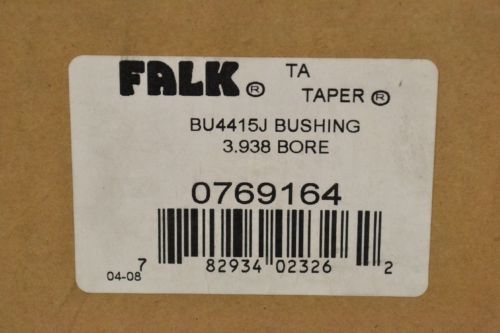 FALK® TA
TAPER®
BU4415J BUSHING
3.938 BORE
0769164
7 82934 02326 2
04-08